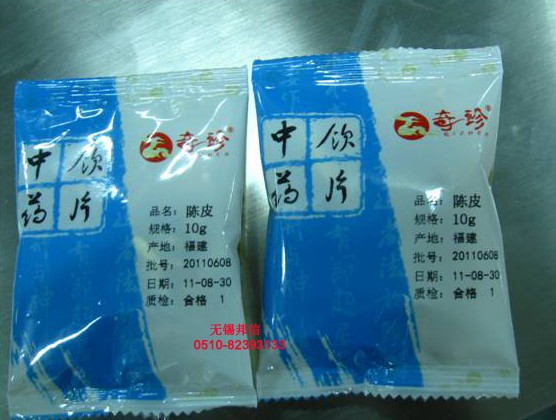 奇珍®
中饮
药片
品名：陈皮
规格：10g
产地：福建
批号：20110608
日期：11-08-30
质检：合格 1
奇珍®
中饮
药片
品名：陈皮
规格：10g
产地：福建
批号：20110608
日期：11-08-30
质检：合格 1
无锡邦首
0510-82393133